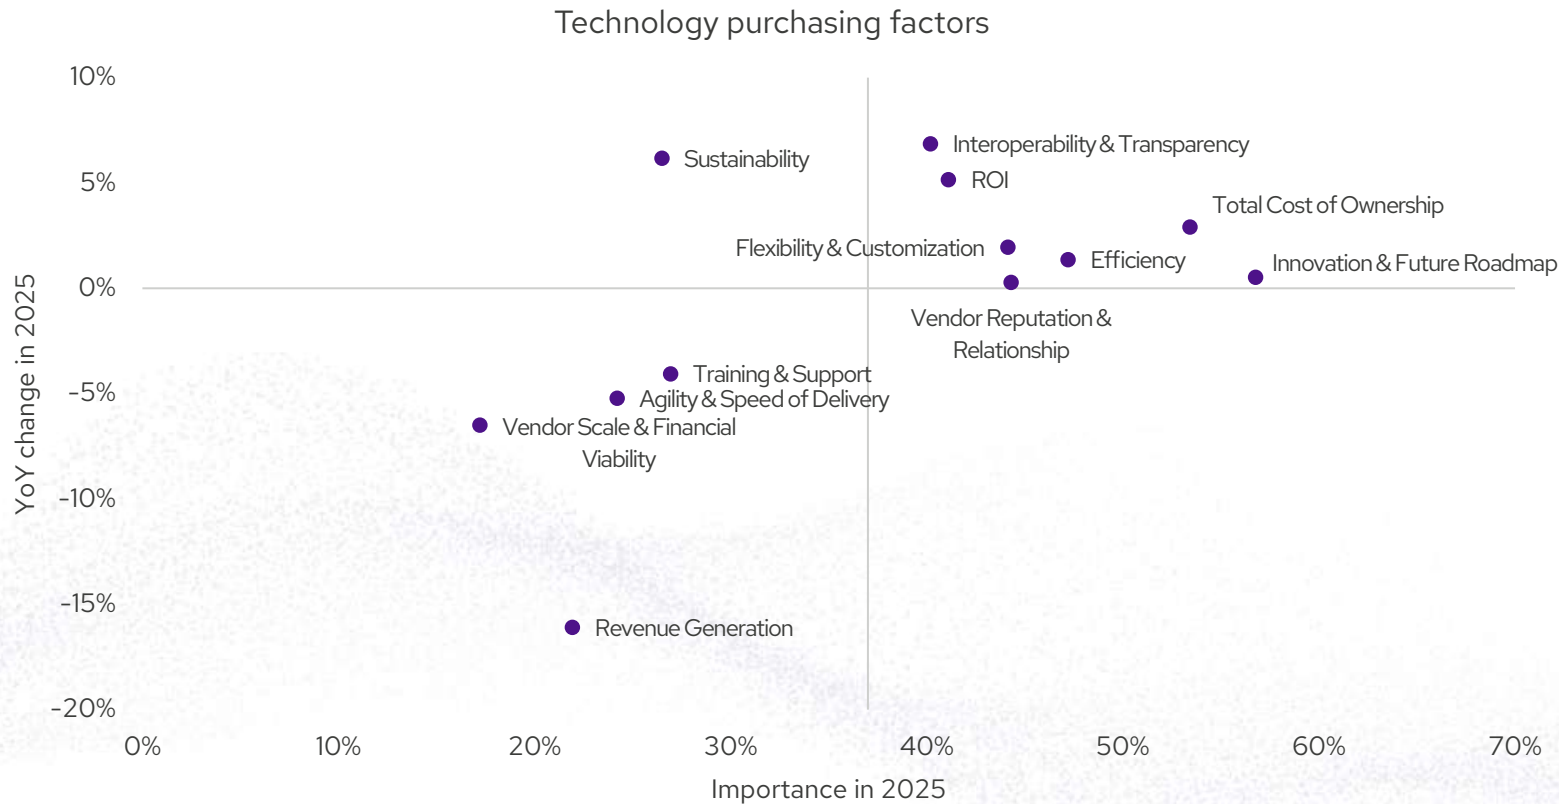 Technology purchasing factors
10%
Interoperability & Transparency
Sustainability
5%
ROI
Total Cost of Ownership
Flexibility & Customization
Efficiency
Innovation & Future Roadmap
0%
Vendor Reputation &
Relationship
YoY change in 2025
Training & Support
-5%
Agility & Speed of Delivery
Vendor Scale & Financial
Viability
-10%
-15%
Revenue Generation
-20%
0% 10% 20% 30% 40% 50% 60% 70%
Importance in 2025